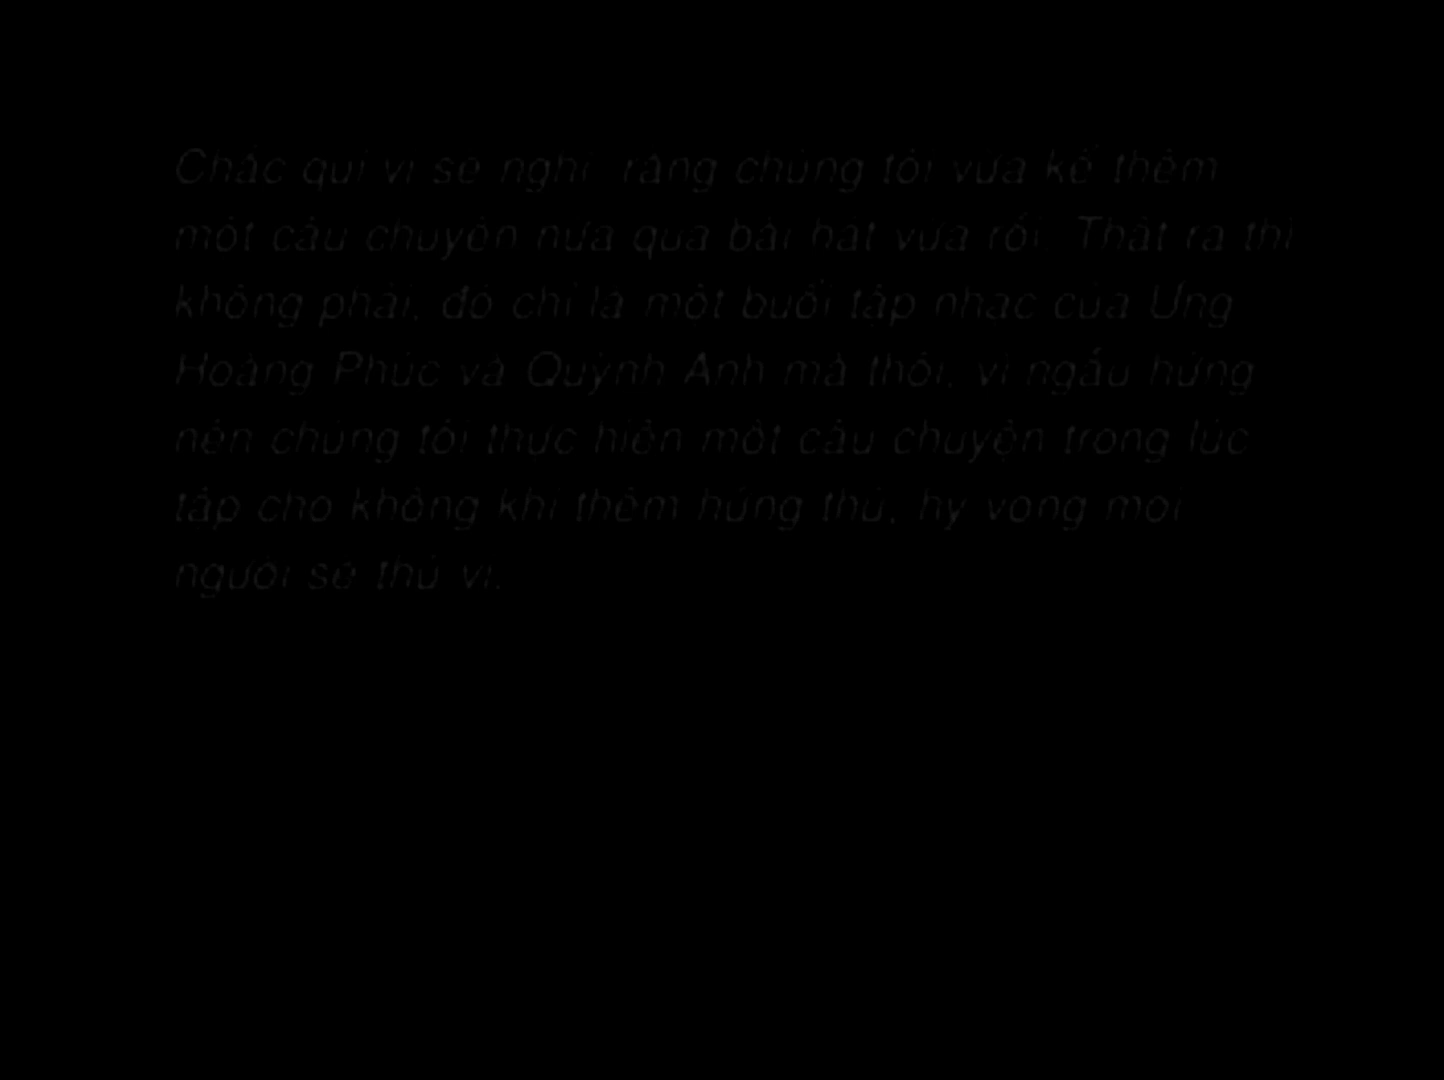 Chắc quí vị sẽ nghĩ rằng chúng tôi vừa kể thêm
một câu chuyện nữa qua bài hát vừa rồi. Thật ra thì
không phải, đó chỉ là một buổi tập nhạc của Ưng
Hoàng Phúc và Quỳnh Anh mà thôi, vì ngẫu hứng
nên chúng tôi thực hiện một câu chuyện trong lúc
tập cho không khí thêm hứng thú, hy vọng mọi
người sẽ thú vị.